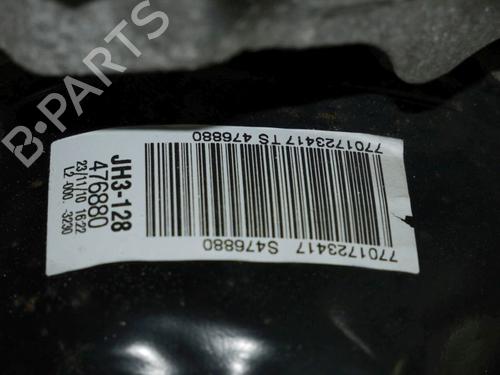 B-PARTS
7701723417 TS 476880
JH3-128
476880
23/11/10 16:22
12-000. -3230
7701723417 S476880